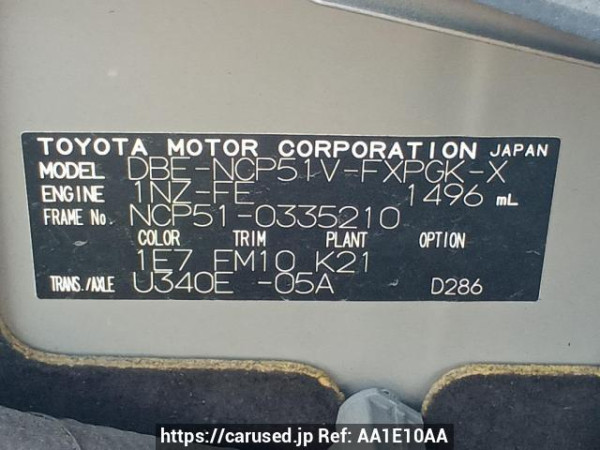 TOYOTA MOTOR CORPORATION JAPAN
MODEL DBE-NCP51V-FXPGK-X
ENGINE 1NZ-FE 1496 mL
FRAME No. NCP51-0335210
COLOR TRIM PLANT OPTION
1E7 FM10 K21
TRANS./AXLE U340E -05A D286
https://carused.jp Ref: AA1E10AA